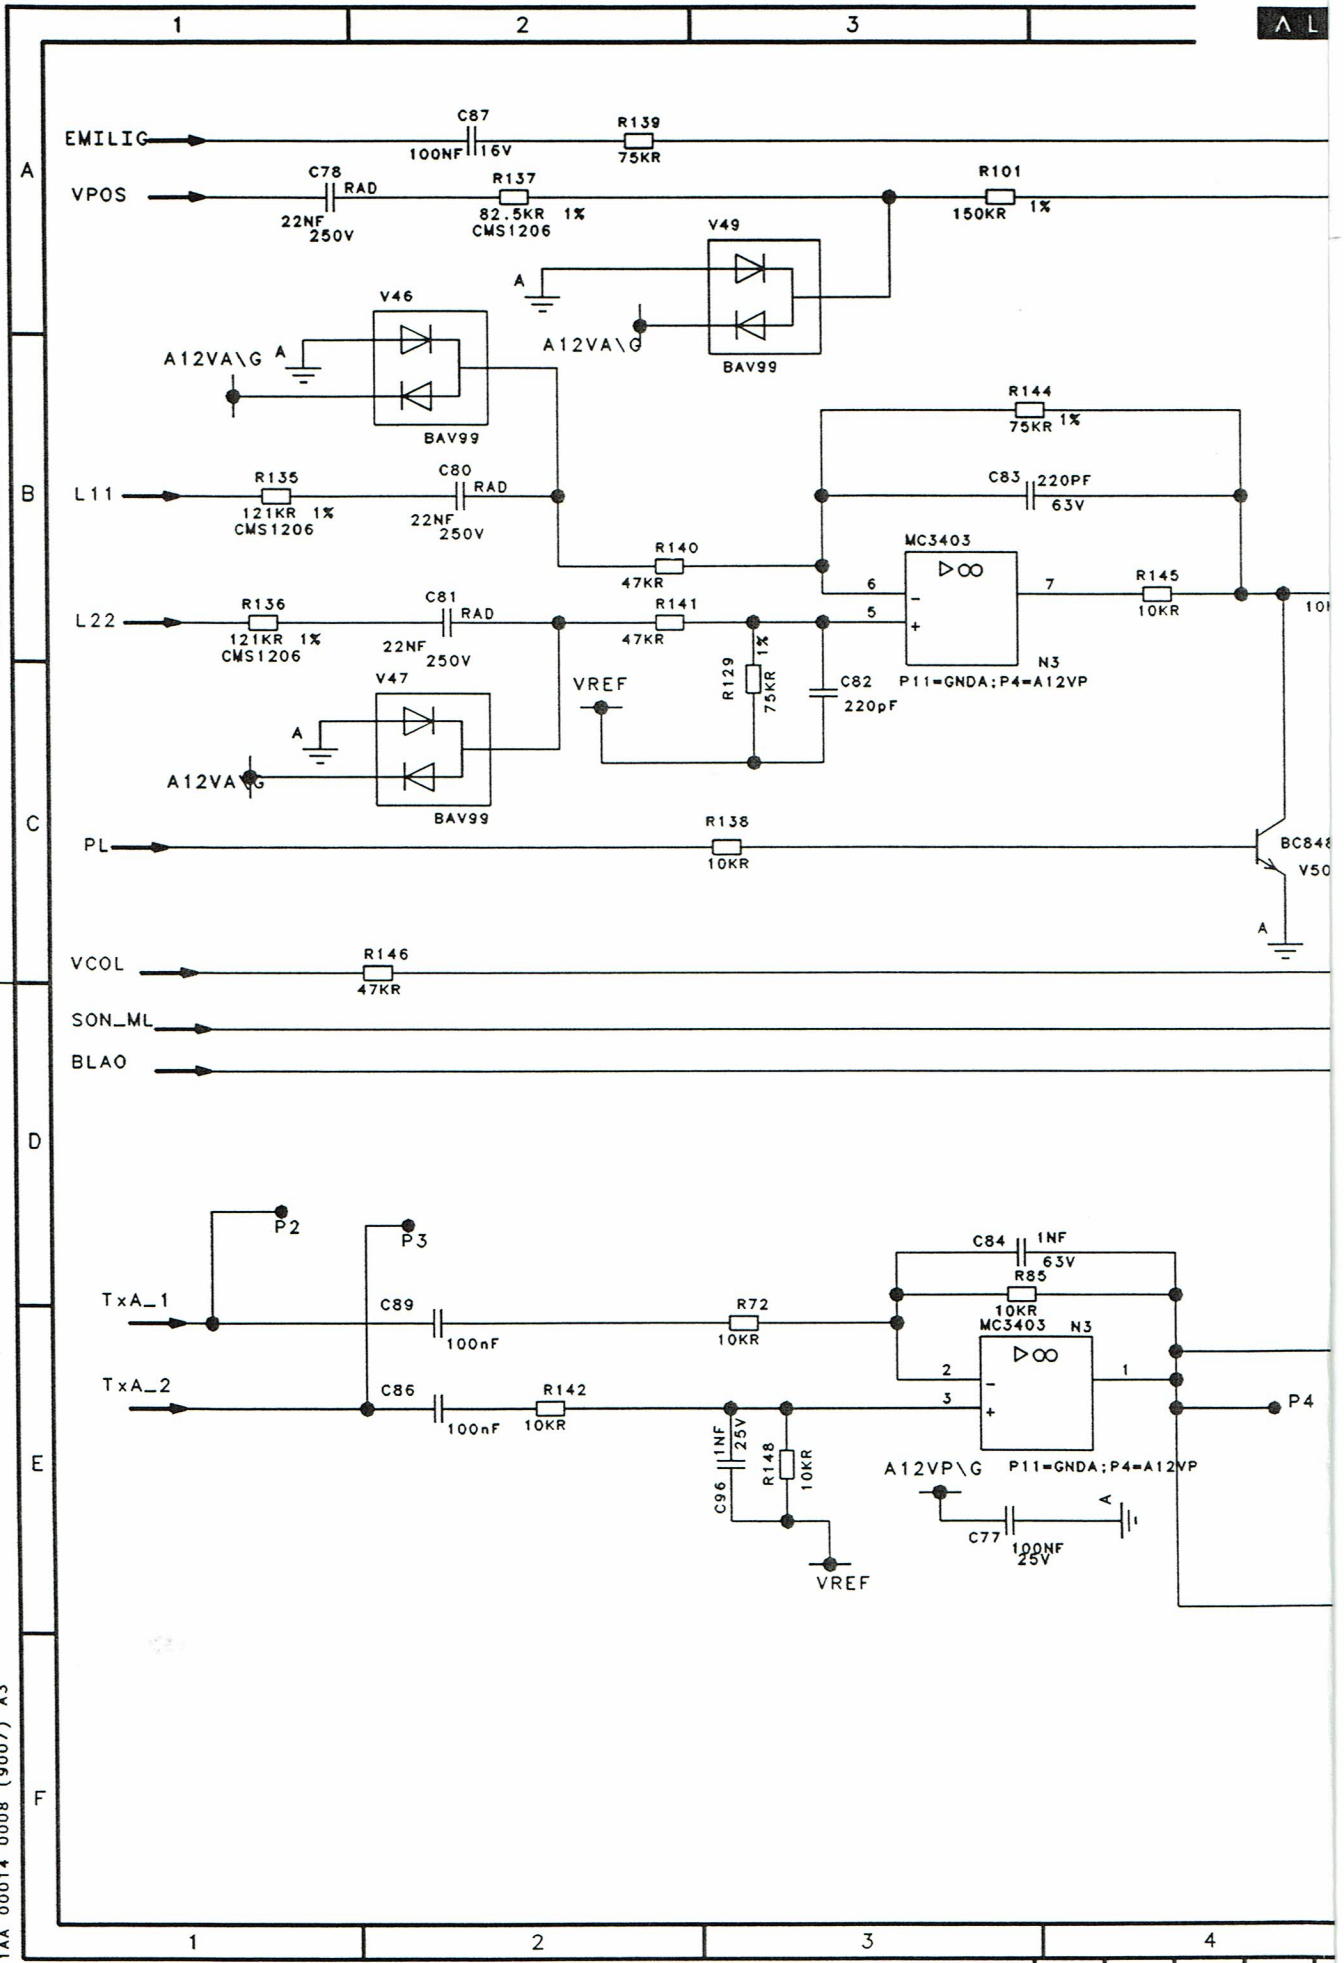 1 2 3
A L
EMILIG
C87
100NF 16V
R139
75KR
A
VPOS
C78
RAD
22NF
250V
R137
82.5KR 1%
CMS1206
R101
150KR 1%
V49
A
A12VA\G
BAV99
V46
A12VA\G A
BAV99
R144
75KR 1%
B
L11
R135
121KR 1%
CMS1206
C80
RAD
22NF
250V
C83 220PF
63V
R140
47KR
MC3403
▷∞
6
-
7
R145
10KR
L22
R136
121KR 1%
CMS1206
C81
RAD
22NF
250V
R141
47KR
5
+
N3
P11=GNDA;P4=A12VP
R129
75KR
1%
C82
220pF
VREF
V47
A
A12VA\G
BAV99
C
PL
R138
10KR
BC848
V50
A
VCOL
R146
47KR
SON_ML
BLAO
D
P2
P3
C84 1NF
63V
R85
10KR
TxA_1
C89
100nF
R72
10KR
MC3403 N3
▷∞
2
-
1
TxA_2
C86
100nF
R142
10KR
3
+
P4
C96
1NF
25V
R148
10KR
E
VREF
A12VP\G
P11=GNDA;P4=A12VP
C77
100NF
25V
A
F
1 2 3 4